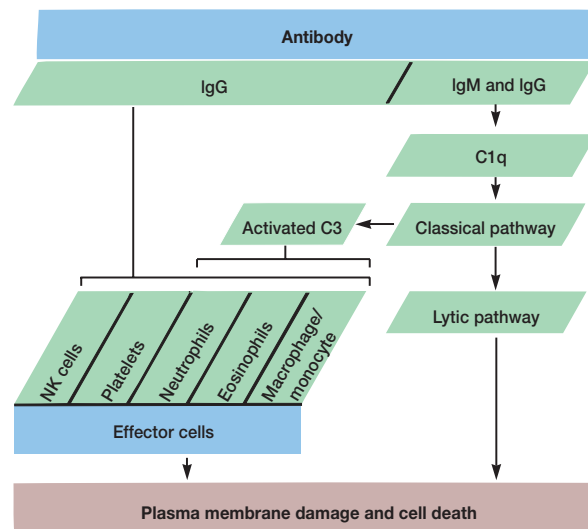 Antibody
IgG
IgM and IgG
C1q
Activated C3
Classical pathway
Lytic pathway
NK cells
Platelets
Neutrophils
Eosinophils
Macrophage/
monocyte
Effector cells
Plasma membrane damage and cell death